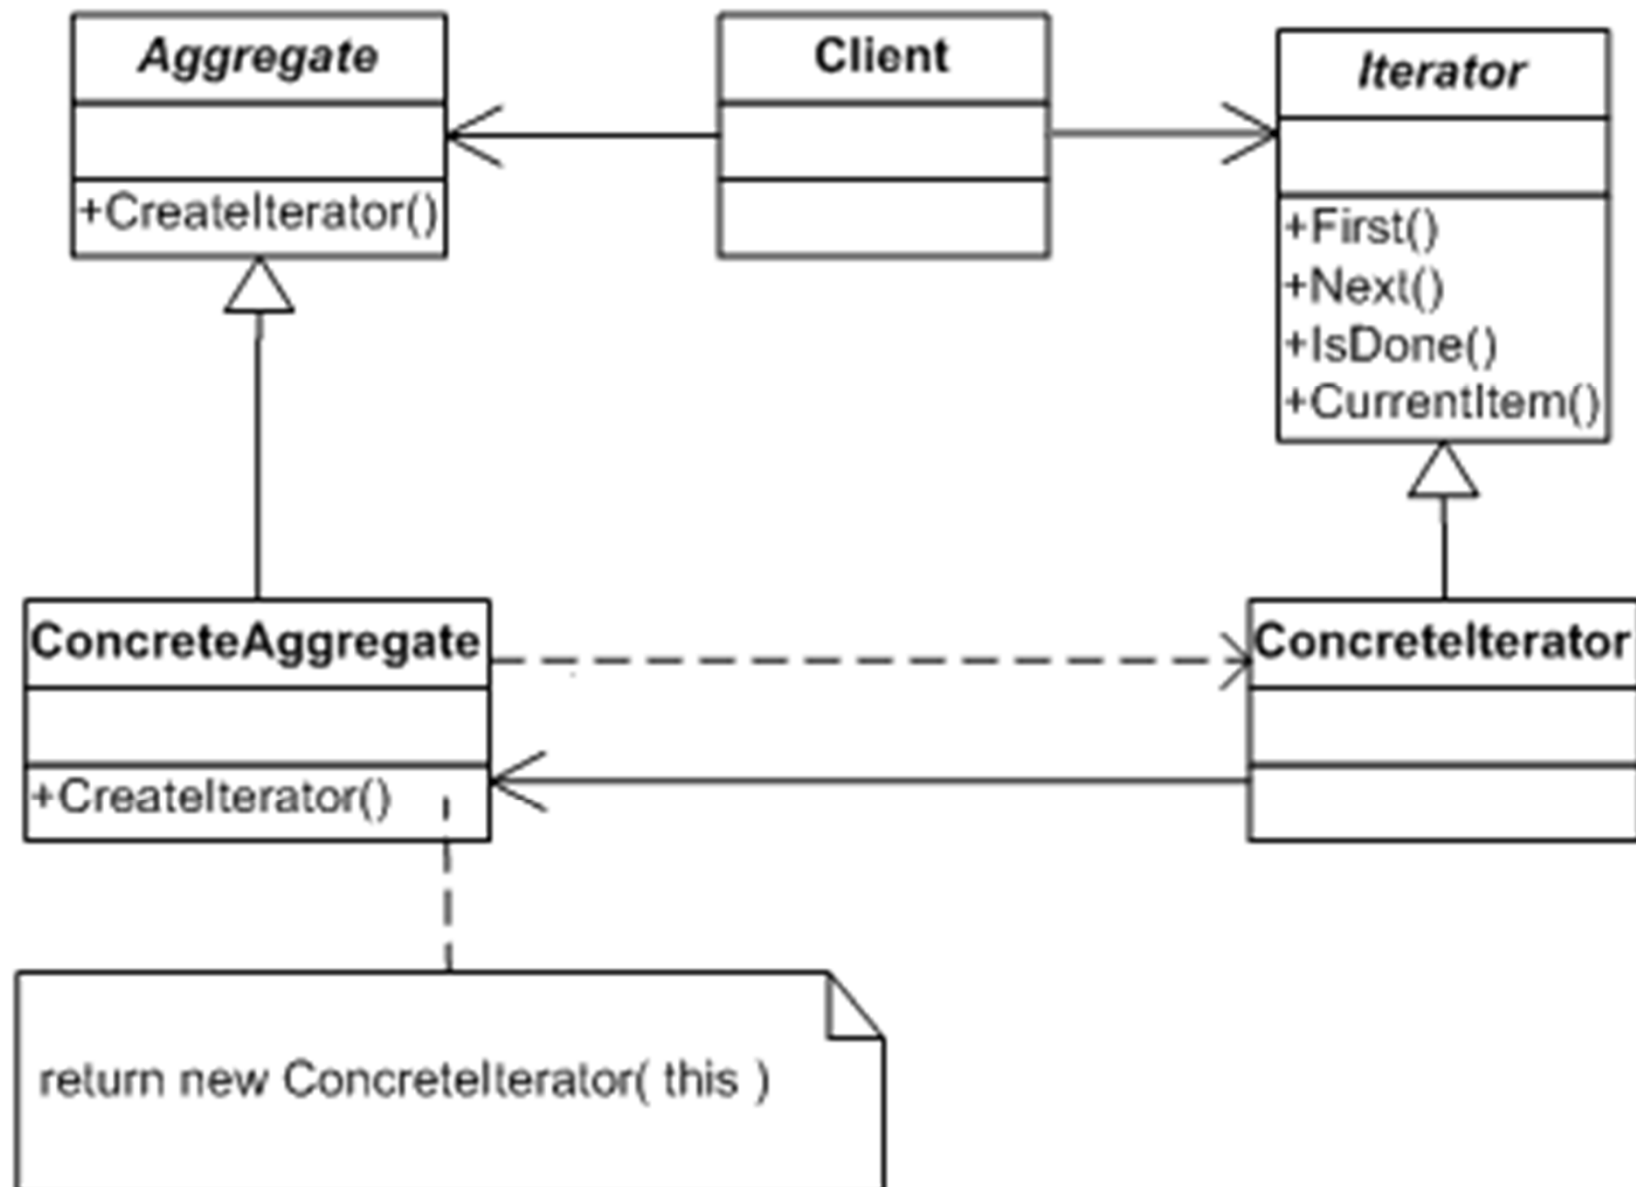 Aggregate
+CreateIterator()
Client
Iterator
+First()
+Next()
+IsDone()
+CurrentItem()
ConcreteAggregate
+CreateIterator()
ConcreteIterator
return new ConcreteIterator( this )